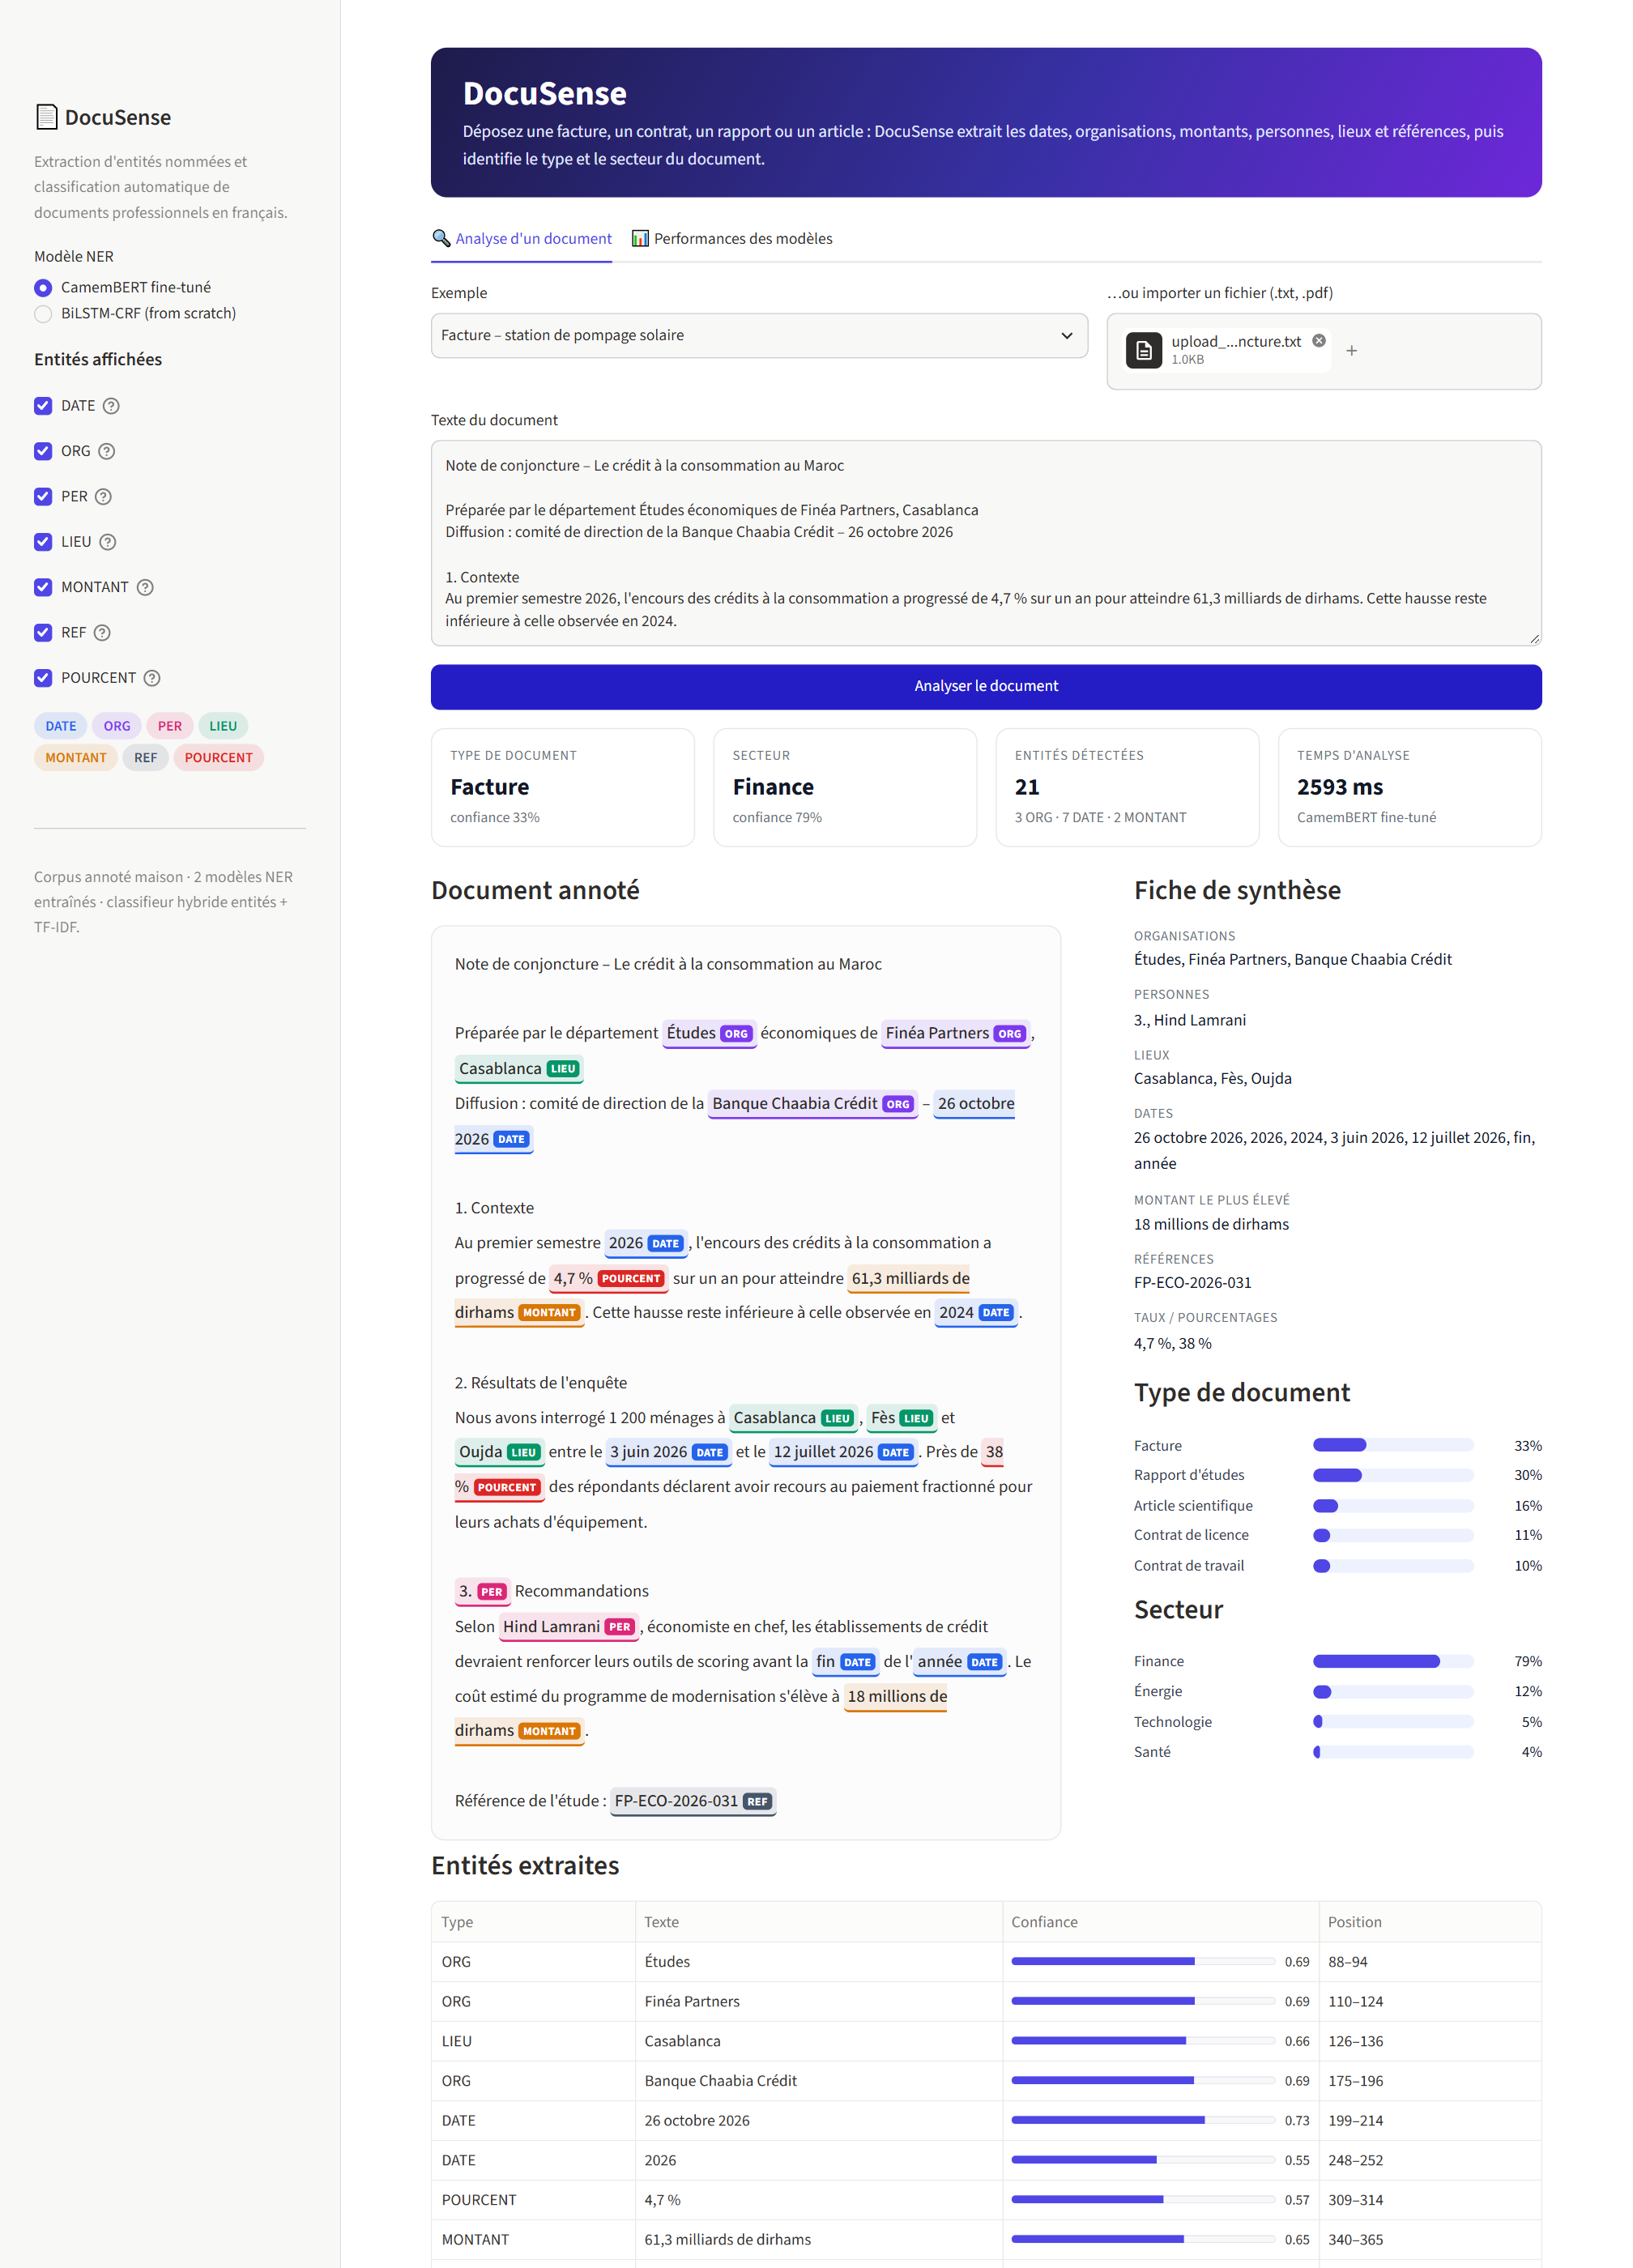 DocuSense
Extraction d'entités nommées et
classification automatique de
documents professionnels en français.
Modèle NER
CamemBERT fine-tuné
BiLSTM-CRF (from scratch)
Entités affichées
DATE
ORG
PER
LIEU
MONTANT
REF
POURCENT
DATE ORG PER LIEU
MONTANT REF POURCENT
Corpus annoté maison · 2 modèles NER
entraînés · classifieur hybride entités +
TF-IDF.
DocuSense
Déposez une facture, un contrat, un rapport ou un article : DocuSense extrait les dates, organisations, montants, personnes, lieux et références, puis
identifie le type et le secteur du document.
Analyse d'un document
Performances des modèles
Exemple
Facture – station de pompage solaire
…ou importer un fichier (.txt, .pdf)
upload_...ncture.txt
1.0KB
Texte du document
Note de conjoncture – Le crédit à la consommation au Maroc
Préparée par le département Études économiques de Finéa Partners, Casablanca
Diffusion : comité de direction de la Banque Chaabia Crédit – 26 octobre 2026
1. Contexte
Au premier semestre 2026, l'encours des crédits à la consommation a progressé de 4,7 % sur un an pour atteindre 61,3 milliards de dirhams. Cette hausse reste
inférieure à celle observée en 2024.
Analyser le document
TYPE DE DOCUMENT
Facture
confiance 33%
SECTEUR
Finance
confiance 79%
ENTITÉS DÉTECTÉES
21
3 ORG · 7 DATE · 2 MONTANT
TEMPS D'ANALYSE
2593 ms
CamemBERT fine-tuné
Document annoté
Note de conjoncture – Le crédit à la consommation au Maroc
Préparée par le département Études ORG économiques de Finéa Partners ORG ,
Casablanca LIEU
Diffusion : comité de direction de la Banque Chaabia Crédit ORG – 26 octobre
2026 DATE
1. Contexte
Au premier semestre 2026 DATE , l'encours des crédits à la consommation a
progressé de 4,7 % POURCENT sur un an pour atteindre 61,3 milliards de
dirhams MONTANT . Cette hausse reste inférieure à celle observée en 2024 DATE .
2. Résultats de l'enquête
Nous avons interrogé 1 200 ménages à Casablanca LIEU , Fès LIEU et
Oujda LIEU entre le 3 juin 2026 DATE et le 12 juillet 2026 DATE . Près de 38
% POURCENT des répondants déclarent avoir recours au paiement fractionné pour
leurs achats d'équipement.
3. PER Recommandations
Selon Hind Lamrani PER , économiste en chef, les établissements de crédit
devraient renforcer leurs outils de scoring avant la fin DATE de l' année DATE . Le
coût estimé du programme de modernisation s'élève à 18 millions de
dirhams MONTANT .
Référence de l'étude : FP-ECO-2026-031 REF
Fiche de synthèse
ORGANISATIONS
Études, Finéa Partners, Banque Chaabia Crédit
PERSONNES
3., Hind Lamrani
LIEUX
Casablanca, Fès, Oujda
DATES
26 octobre 2026, 2026, 2024, 3 juin 2026, 12 juillet 2026, fin,
année
MONTANT LE PLUS ÉLEVÉ
18 millions de dirhams
RÉFÉRENCES
FP-ECO-2026-031
TAUX / POURCENTAGES
4,7 %, 38 %
Type de document
Facture 33%
Rapport d'études 30%
Article scientifique 16%
Contrat de licence 11%
Contrat de travail 10%
Secteur
Finance 79%
Énergie 12%
Technologie 5%
Santé 4%
Entités extraites
Type Texte Confiance Position
ORG Études 0.69 88–94
ORG Finéa Partners 0.69 110–124
LIEU Casablanca 0.66 126–136
ORG Banque Chaabia Crédit 0.69 175–196
DATE 26 octobre 2026 0.73 199–214
DATE 2026 0.55 248–252
POURCENT 4,7 % 0.57 309–314
MONTANT 61,3 milliards de dirhams 0.65 340–365